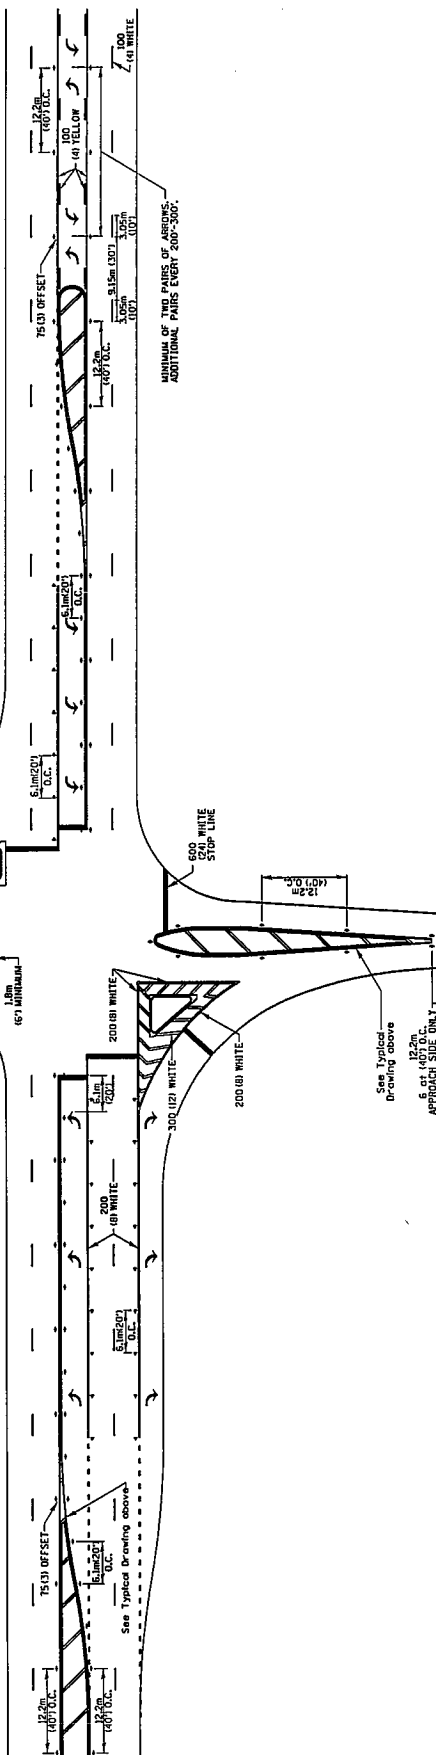 100
(4) WHITE
12.2m
(40') O.C.
100
(4) YELLOW
75 (3) OFFSET
3.05m
(10')
9.15m (30')
3.05m
(10')
12.2m
(40') O.C.
MINIMUM OF TWO PAIRS OF ARROWS.
ADDITIONAL PAIRS EVERY 200'-300'.
6.1m(20')
O.C.
6.1m(20')
O.C.
600
(24) WHITE
STOP LINE
12.2m
(40') O.C.
1.8m
(6') MINIMUM
200 (8) WHITE
See Typical
Drawing above
12.2m
6 at (40') O.C.
APPROACH SIDE ONLY
300 (12) WHITE
200 (8) WHITE
6.1m
(20')
200
(8) WHITE
6.1m(20')
O.C.
75 (3) OFFSET
See Typical Drawing above
6.1m(20')
O.C.
12.2m
(40') O.C.
12.2m
(40') O.C.